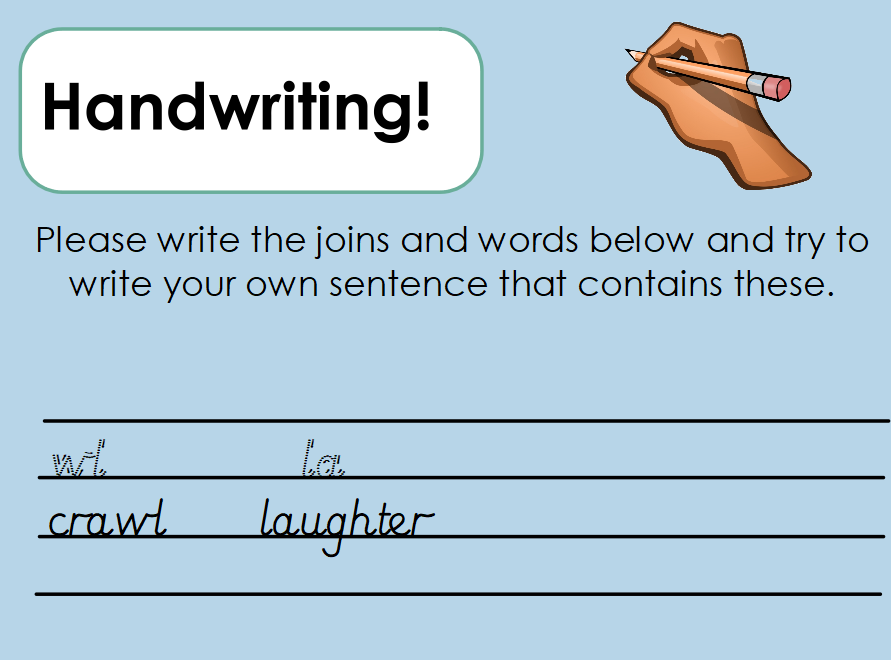 Handwriting!
Please write the joins and words below and try to
write your own sentence that contains these.
wl la
crawl laughter